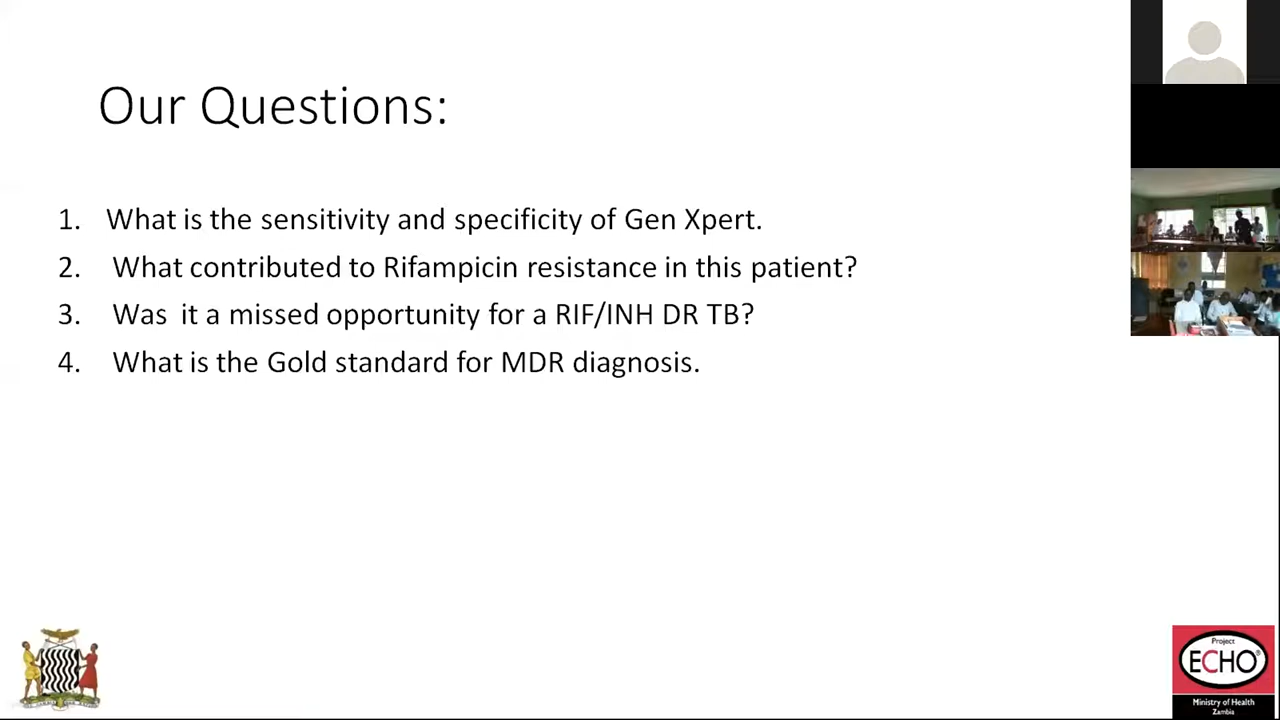 Our Questions:
1. What is the sensitivity and specificity of Gen Xpert.
2. What contributed to Rifampicin resistance in this patient?
3. Was it a missed opportunity for a RIF/INH DR TB?
4. What is the Gold standard for MDR diagnosis.
Project
ECHO®
Ministry of Health
Zambia